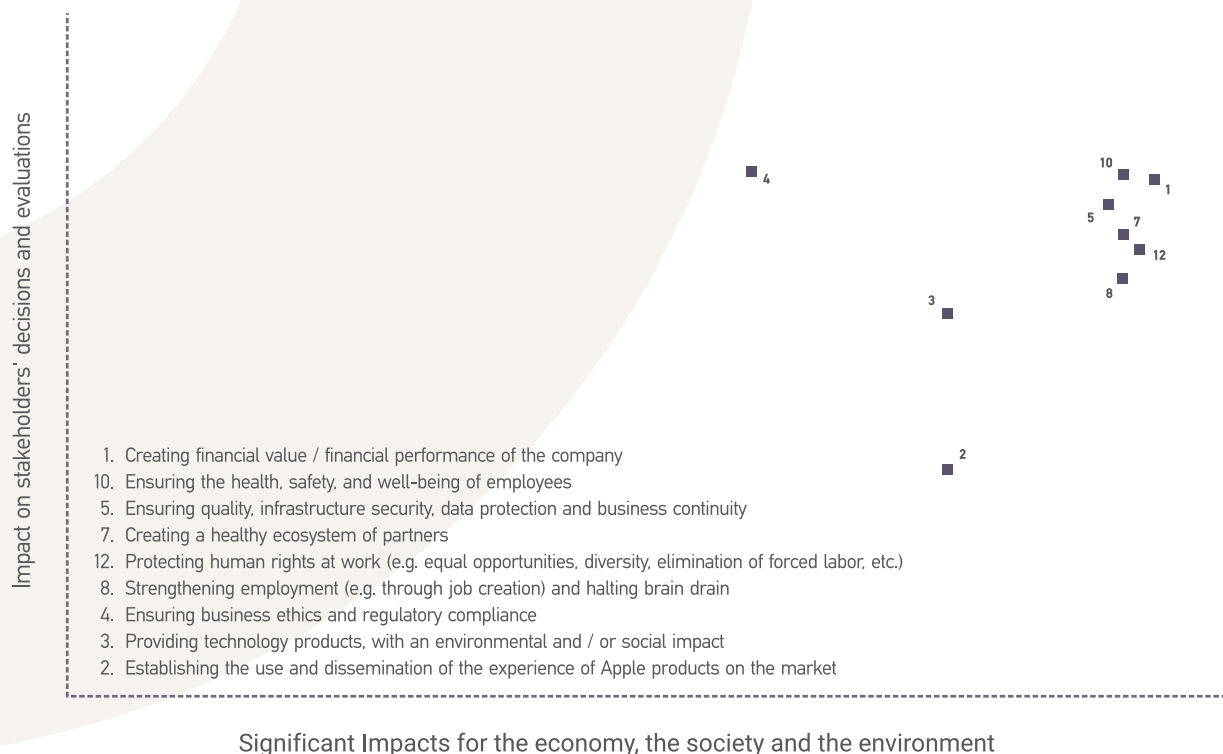 Impact on stakeholders' decisions and evaluations
10
4
1
5
7
12
8
3
2
1. Creating financial value / financial performance of the company
10. Ensuring the health, safety, and well-being of employees
5. Ensuring quality, infrastructure security, data protection and business continuity
7. Creating a healthy ecosystem of partners
12. Protecting human rights at work (e.g. equal opportunities, diversity, elimination of forced labor, etc.)
8. Strengthening employment (e.g. through job creation) and halting brain drain
4. Ensuring business ethics and regulatory compliance
3. Providing technology products, with an environmental and / or social impact
2. Establishing the use and dissemination of the experience of Apple products on the market
Significant Impacts for the economy, the society and the environment